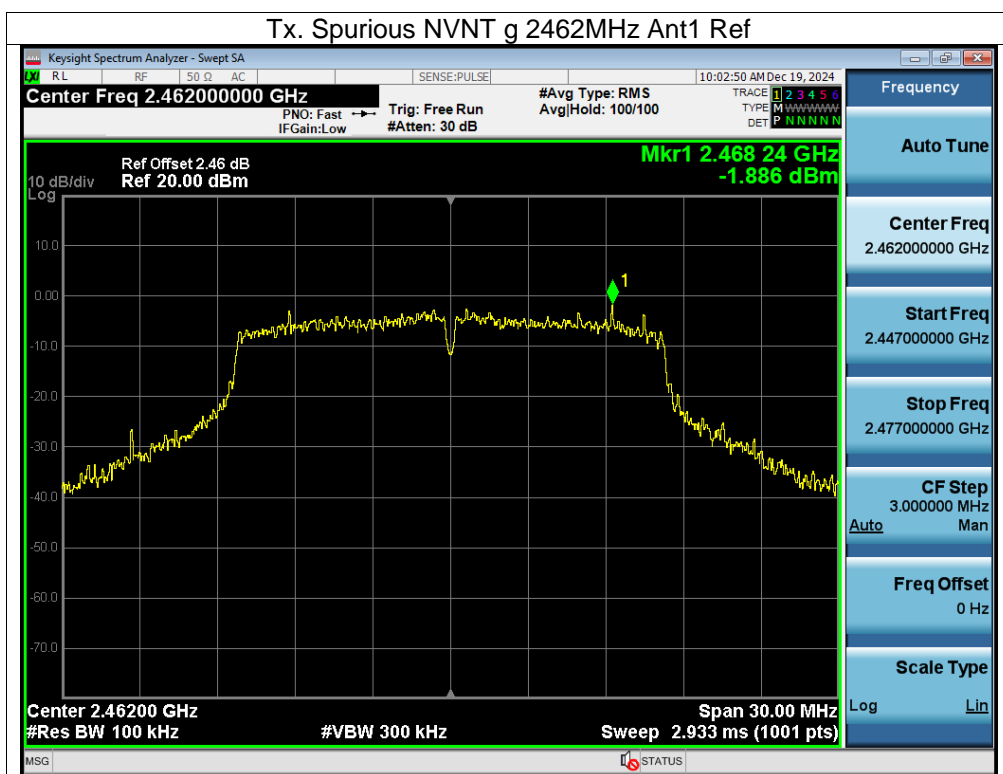 Tx. Spurious NVNT g 2462MHz Ant1 Ref
Keysight Spectrum Analyzer - Swept SA
LXI RL RF 50 Ω AC SENSE:PULSE 10:02:50 AM Dec 19, 2024
Center Freq 2.462000000 GHz
PNO: Fast
IFGain:Low
Trig: Free Run
#Atten: 30 dB
#Avg Type: RMS
Avg|Hold: 100/100
TRACE 1 2 3 4 5 6
TYPE M WWWWW
DET P N N N N N
Mkr1 2.468 24 GHz
-1.886 dBm
Ref Offset 2.46 dB
10 dB/div Ref 20.00 dBm
Log
10.0
1
0.00
-10.0
-20.0
-30.0
-40.0
-50.0
-60.0
-70.0
Center 2.46200 GHz Span 30.00 MHz
#Res BW 100 kHz #VBW 300 kHz Sweep 2.933 ms (1001 pts)
MSG STATUS
Frequency
Auto Tune
Center Freq
2.462000000 GHz
Start Freq
2.447000000 GHz
Stop Freq
2.477000000 GHz
CF Step
3.000000 MHz
Auto Man
Freq Offset
0 Hz
Scale Type
Log Lin